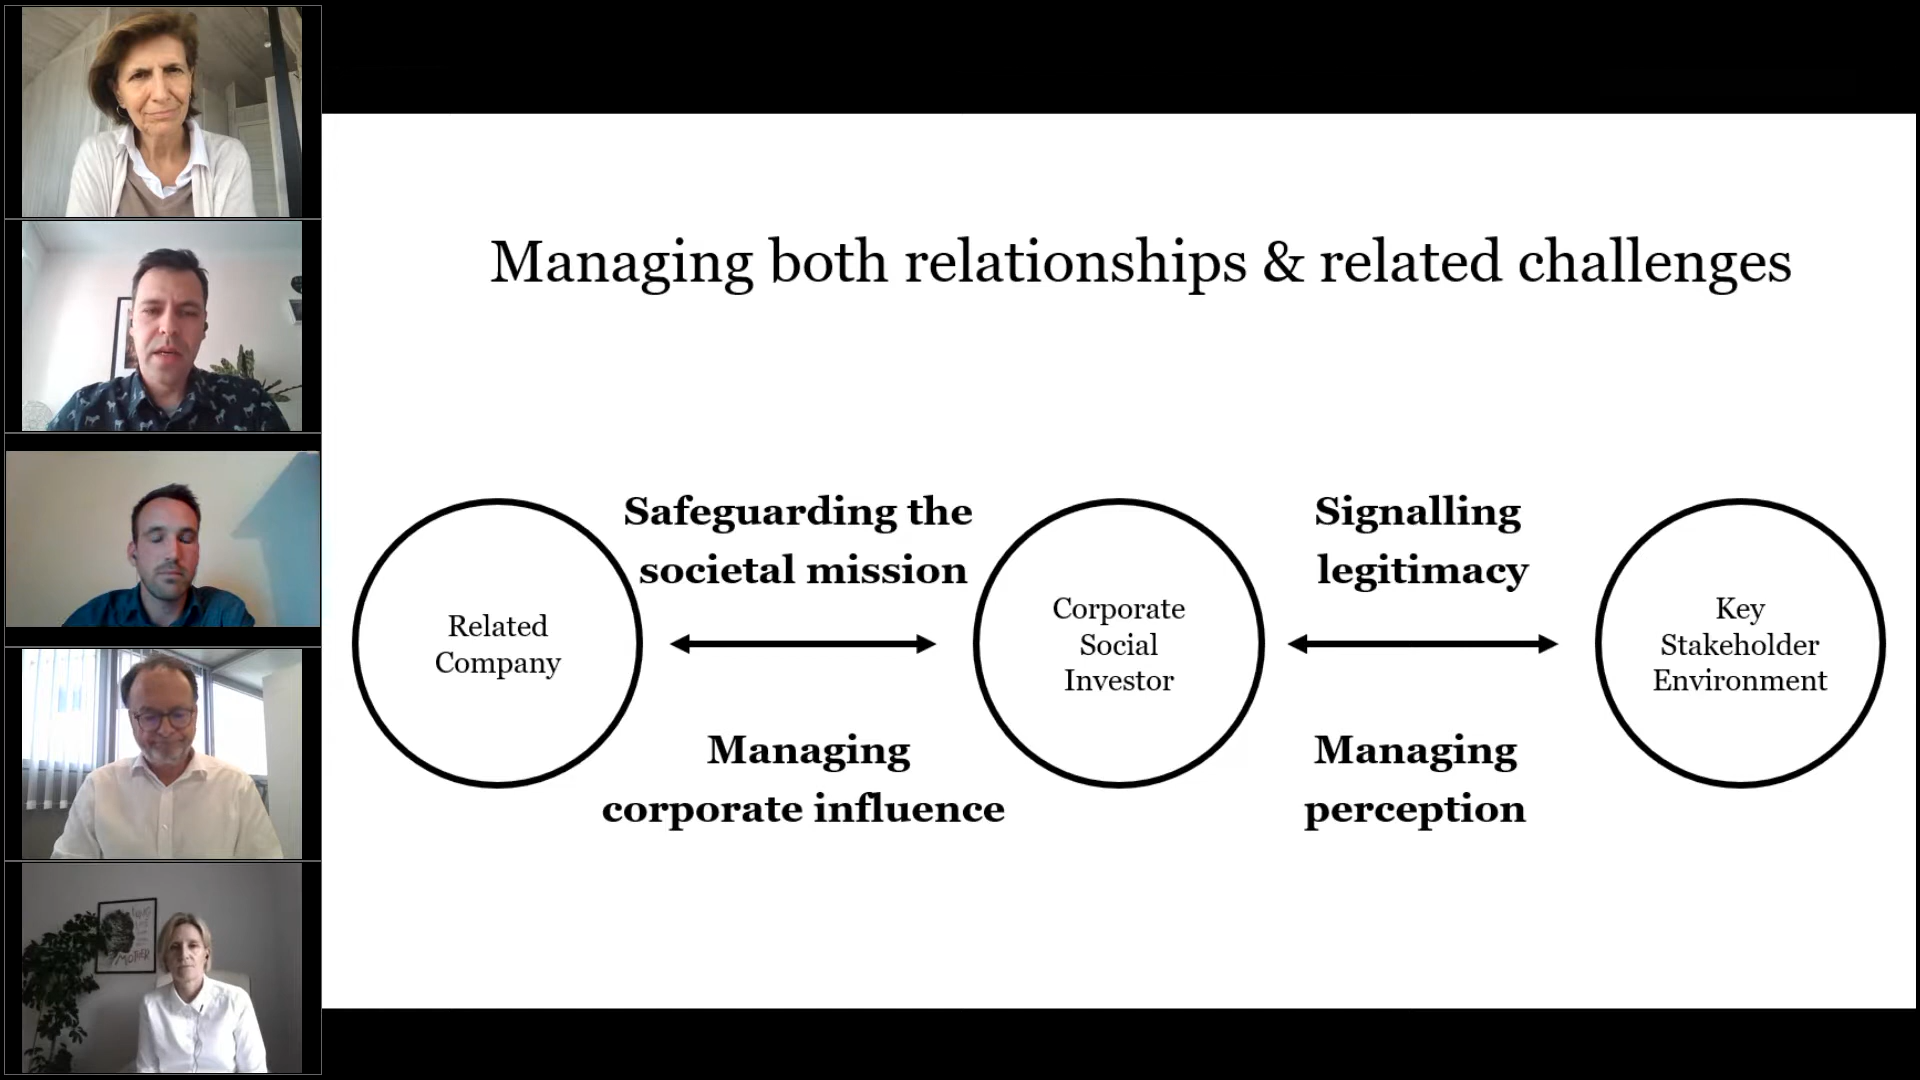 Managing both relationships & related challenges
Safeguarding the
societal mission
Signalling
legitimacy
Related
Company
Corporate
Social
Investor
Key
Stakeholder
Environment
Managing
corporate influence
Managing
perception
MOTHER